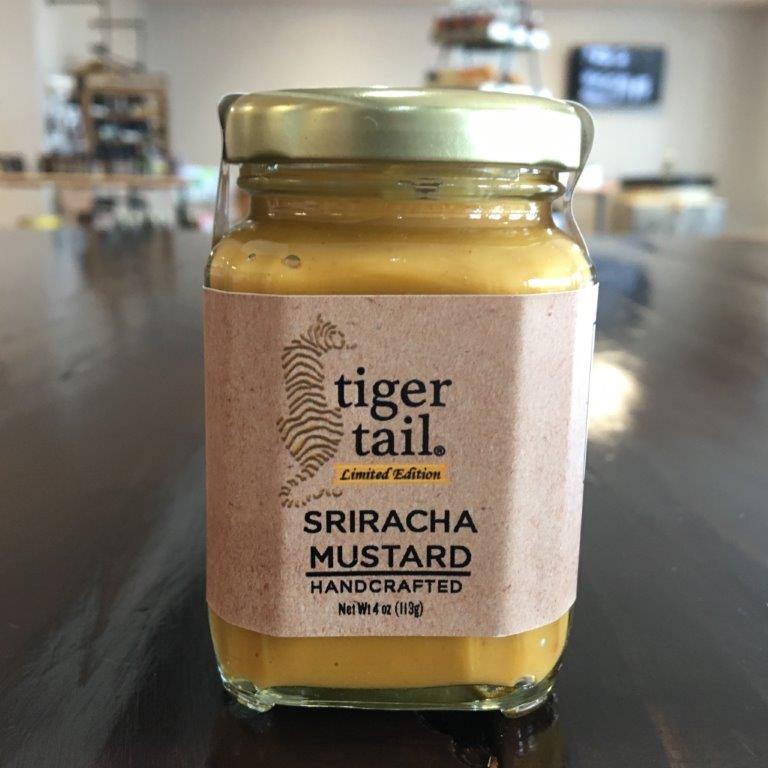 tiger
tail®
Limited Edition
SRIRACHA
MUSTARD
HANDCRAFTED
Net Wt 4 oz (113g)